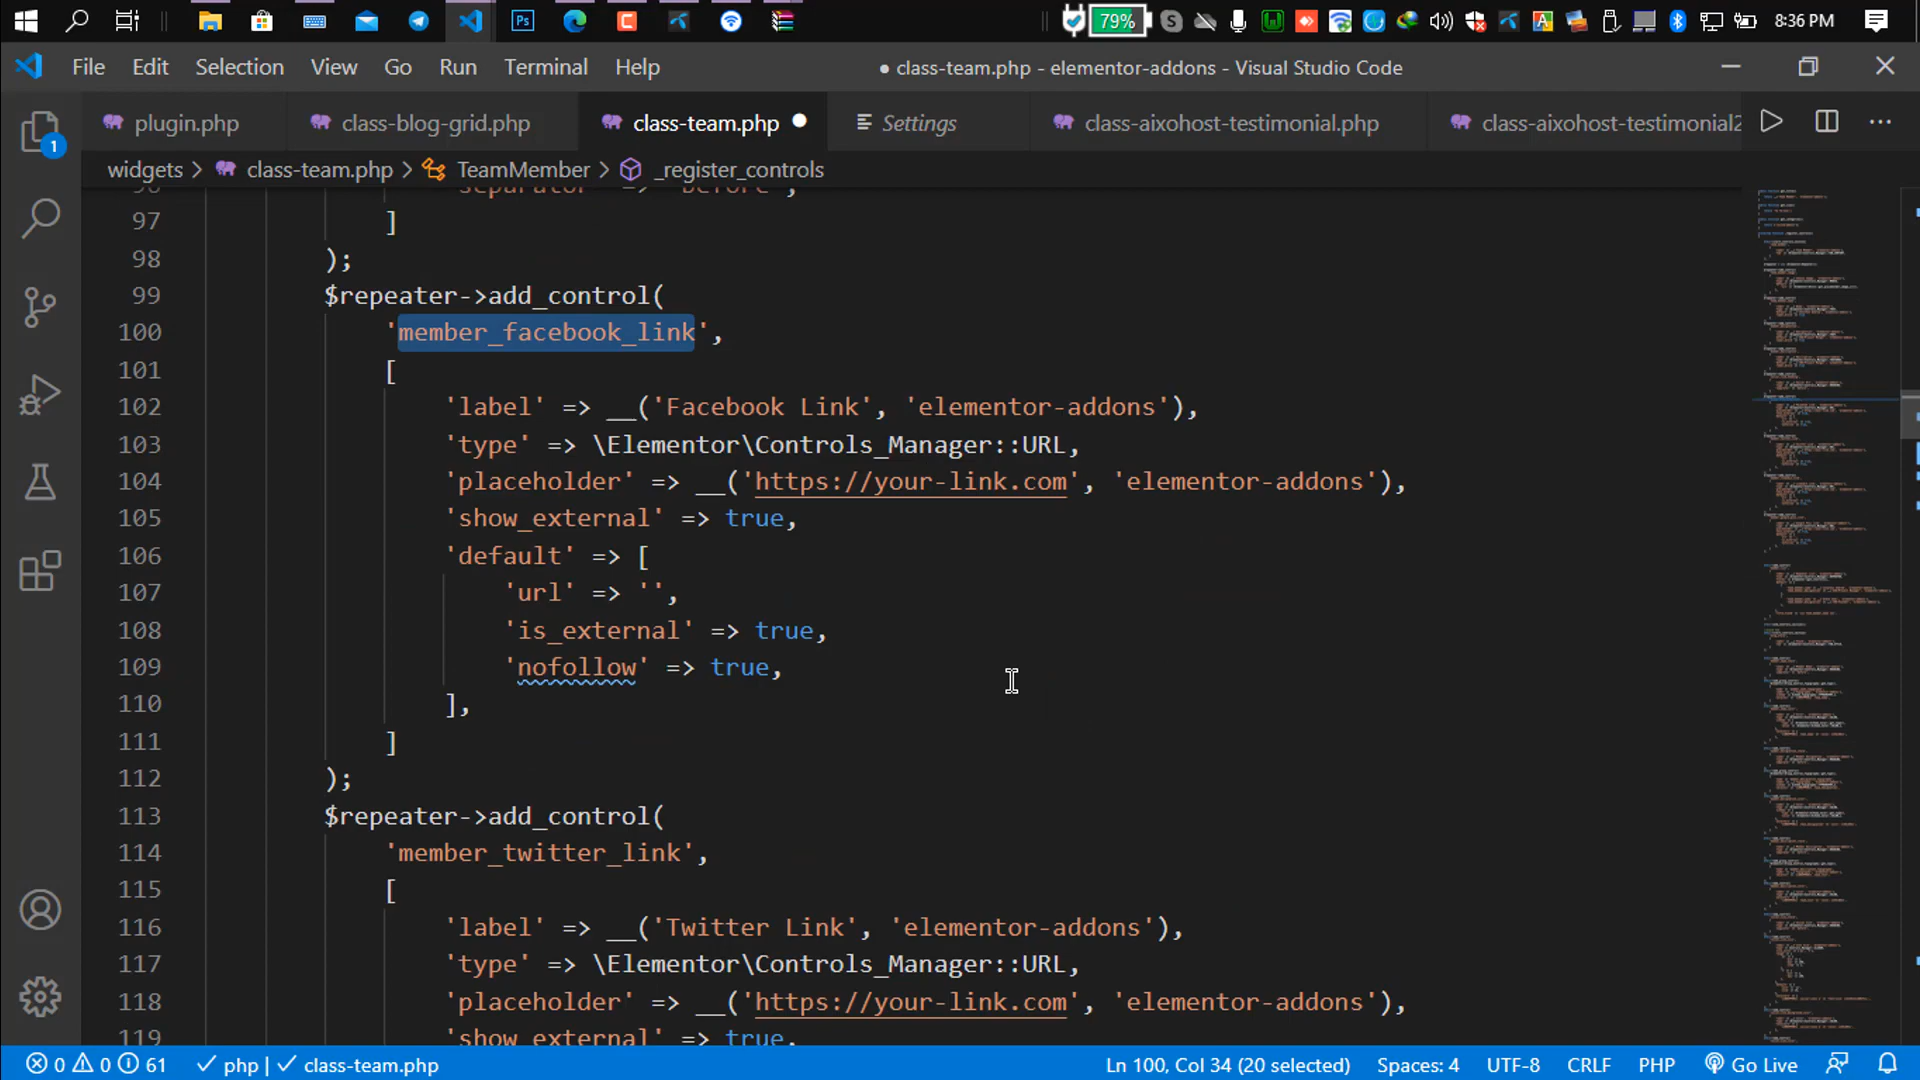 79%
8:36 PM
File Edit Selection View Go Run Terminal Help
● class-team.php - elementor-addons - Visual Studio Code
plugin.php
class-blog-grid.php
class-team.php
Settings
class-aixohost-testimonial.php
class-aixohost-testimonial2
1
widgets > class-team.php > TeamMember > _register_controls
96 'separator' => 'before',
97 ]
98 );
99 $repeater->add_control(
100 'member_facebook_link',
101 [
102 'label' => __('Facebook Link', 'elementor-addons'),
103 'type' => \Elementor\Controls_Manager::URL,
104 'placeholder' => __('https://your-link.com', 'elementor-addons'),
105 'show_external' => true,
106 'default' => [
107 'url' => '',
108 'is_external' => true,
109 'nofollow' => true,
110 ],
111 ]
112 );
113 $repeater->add_control(
114 'member_twitter_link',
115 [
116 'label' => __('Twitter Link', 'elementor-addons'),
117 'type' => \Elementor\Controls_Manager::URL,
118 'placeholder' => __('https://your-link.com', 'elementor-addons'),
119 'show_external' => true,
0 0 61 php | class-team.php
Ln 100, Col 34 (20 selected) Spaces: 4 UTF-8 CRLF PHP Go Live